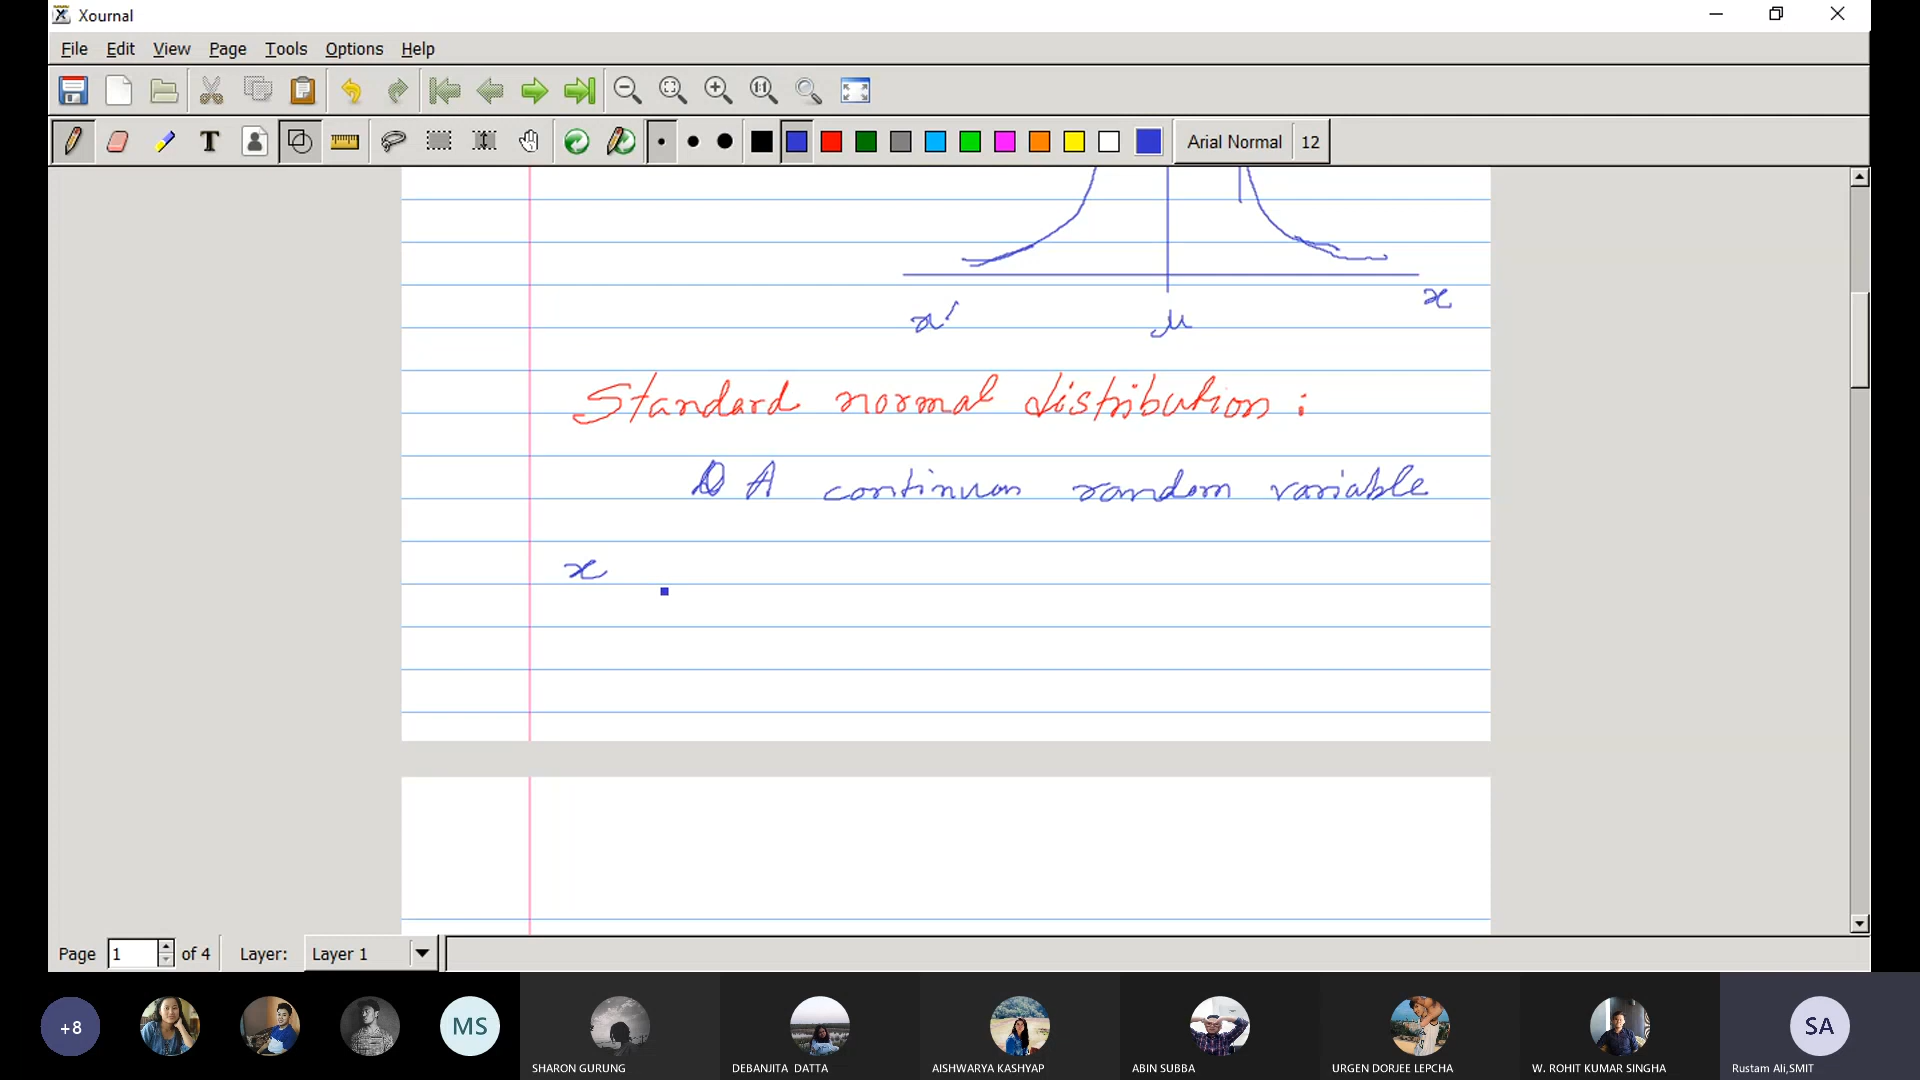 Xournal
File Edit View Page Tools Options Help
Arial Normal 12
x' μ x
Standard normal distribution :
A continuon random variable
x
Page 1 of 4 Layer: Layer 1
+8 MS SA
SHARON GURUNG DEBANJITA DATTA AISHWARYA KASHYAP ABIN SUBBA URGEN DORJEE LEPCHA W. ROHIT KUMAR SINGHA Rustam Ali,SMIT